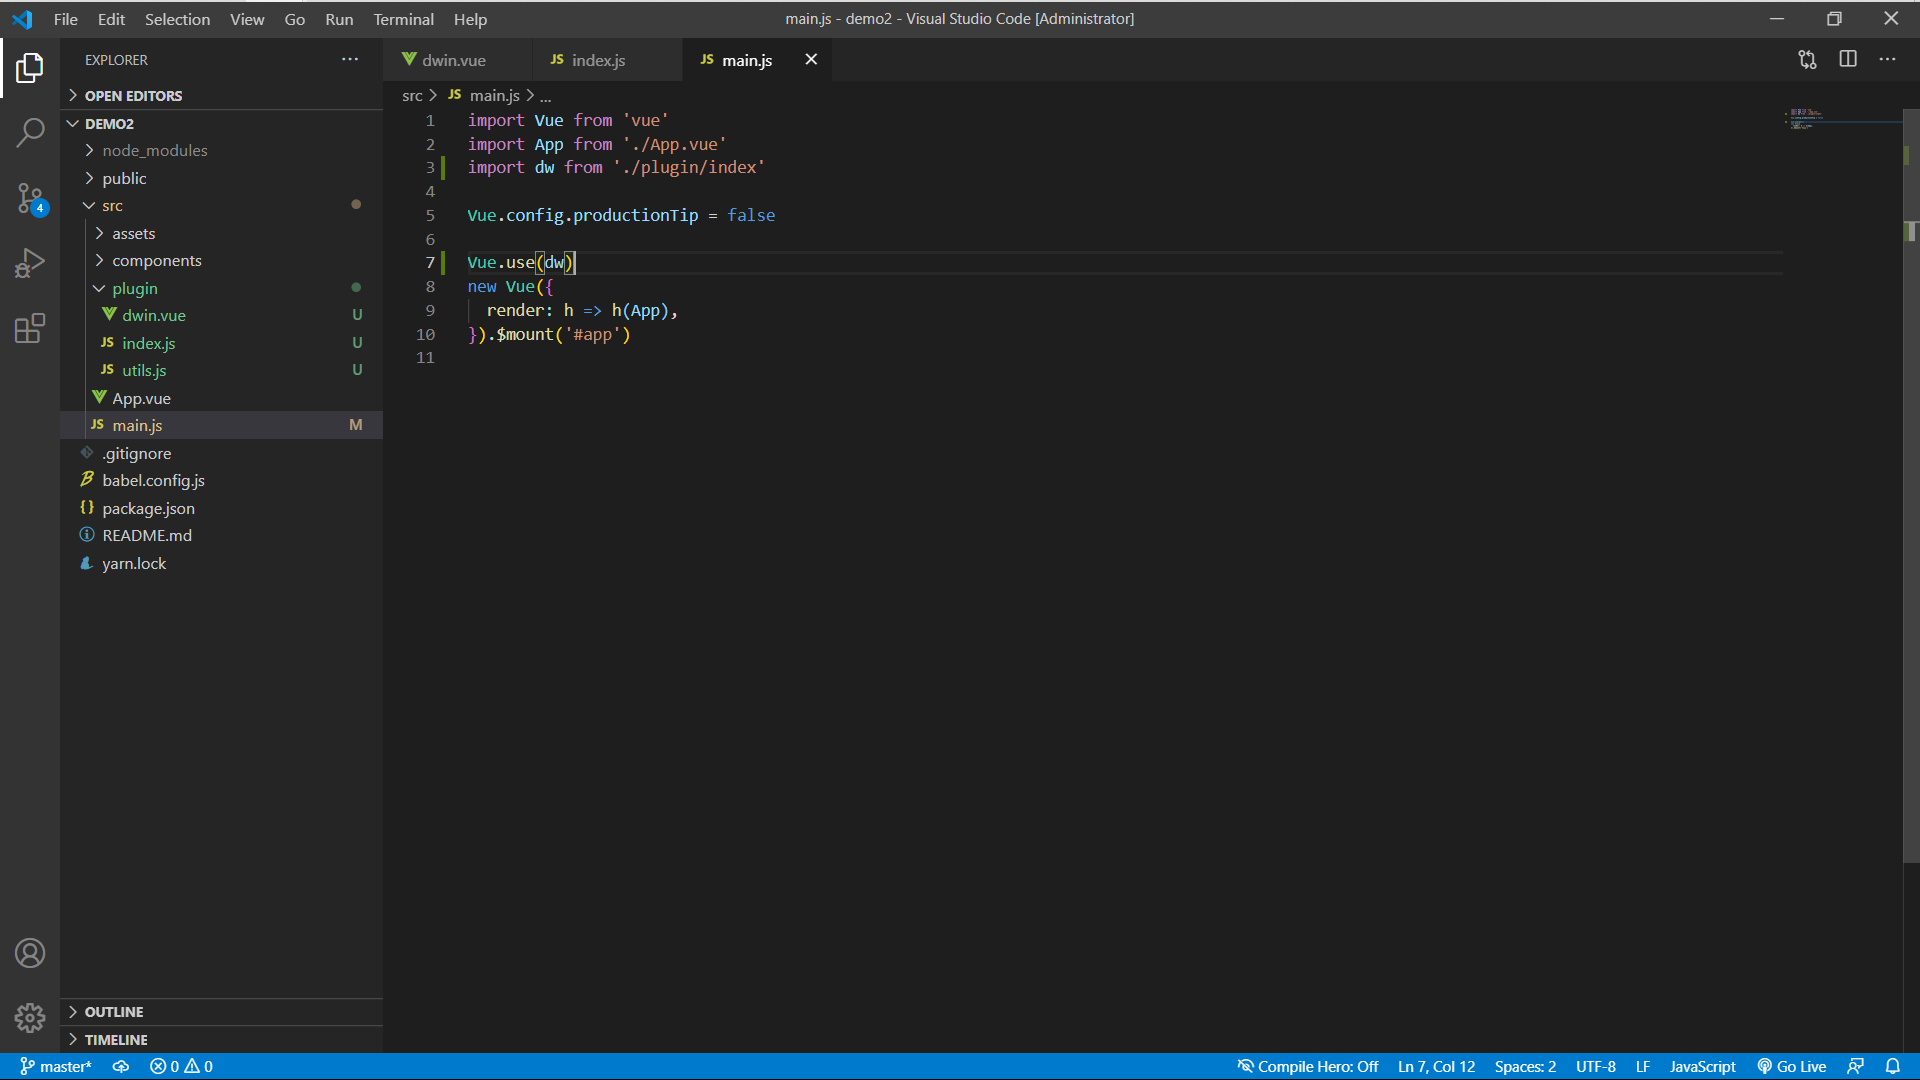 File Edit Selection View Go Run Terminal Help
main.js - demo2 - Visual Studio Code [Administrator]
EXPLORER
OPEN EDITORS
DEMO2
node_modules
public
src
assets
components
plugin
dwin.vue U
JS index.js U
JS utils.js U
App.vue
JS main.js M
.gitignore
babel.config.js
{} package.json
README.md
yarn.lock
OUTLINE
TIMELINE
4
dwin.vue
JS index.js
JS main.js
src > JS main.js > ...
1 import Vue from 'vue'
2 import App from './App.vue'
3 import dw from './plugin/index'
4
5 Vue.config.productionTip = false
6
7 Vue.use(dw)
8 new Vue({
9 render: h => h(App),
10 }).$mount('#app')
11
master* 0 0
Compile Hero: Off Ln 7, Col 12 Spaces: 2 UTF-8 LF JavaScript Go Live